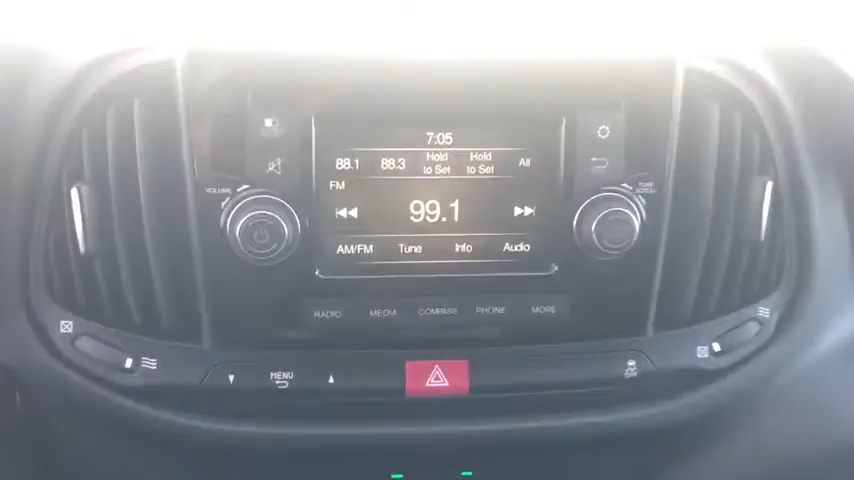 7:05
88.1 88.3 Hold to Set Hold to Set All
FM
99.1
AM/FM Tune Info Audio
VOLUME
RADIO MEDIA COMPASS PHONE MORE
MENU